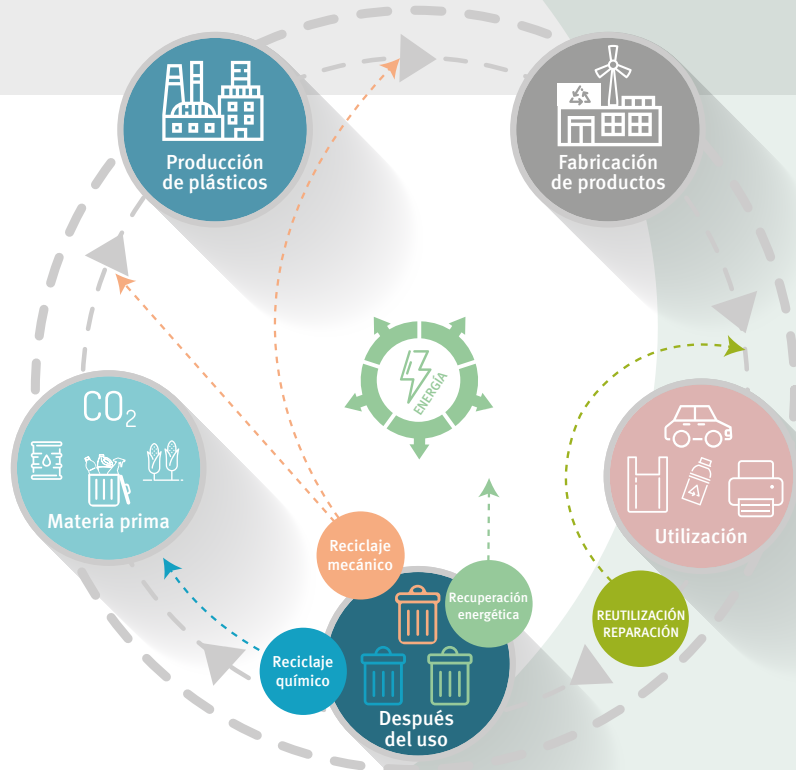 Producción
de plásticos
Fabricación
de productos
ENERGÍA
CO₂
Materia prima
Utilización
Reciclaje
mecánico
Recuperación
energética
REUTILIZACIÓN
REPARACIÓN
Reciclaje
químico
Después
del uso